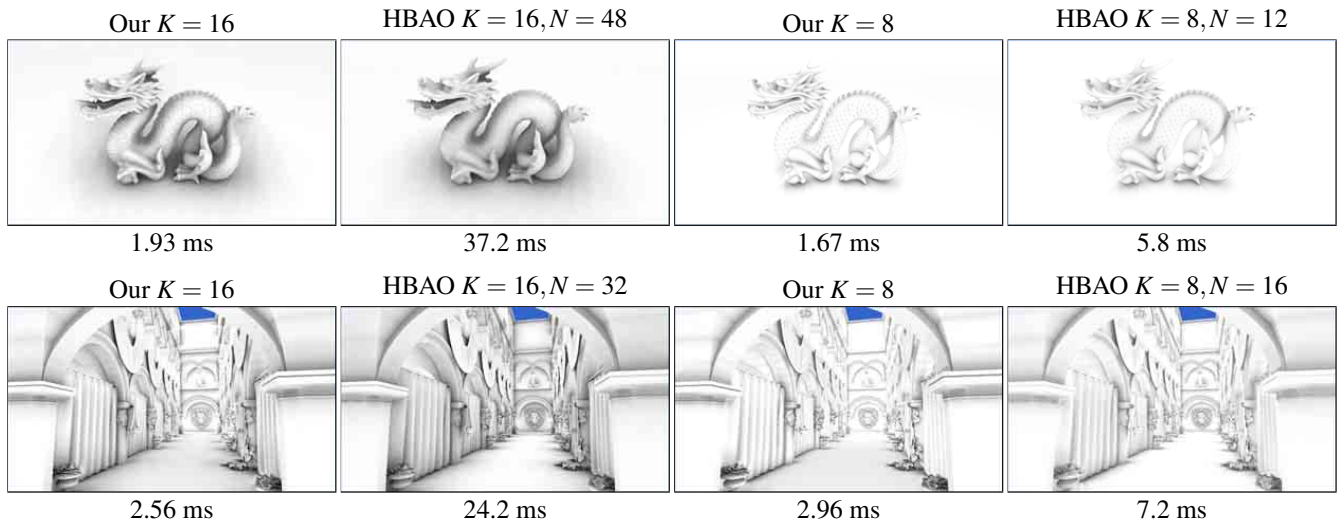 Our K = 16 HBAO K = 16, N = 48 Our K = 8 HBAO K = 8, N = 12
1.93 ms 37.2 ms 1.67 ms 5.8 ms
Our K = 16 HBAO K = 16, N = 32 Our K = 8 HBAO K = 8, N = 16
2.56 ms 24.2 ms 2.96 ms 7.2 ms